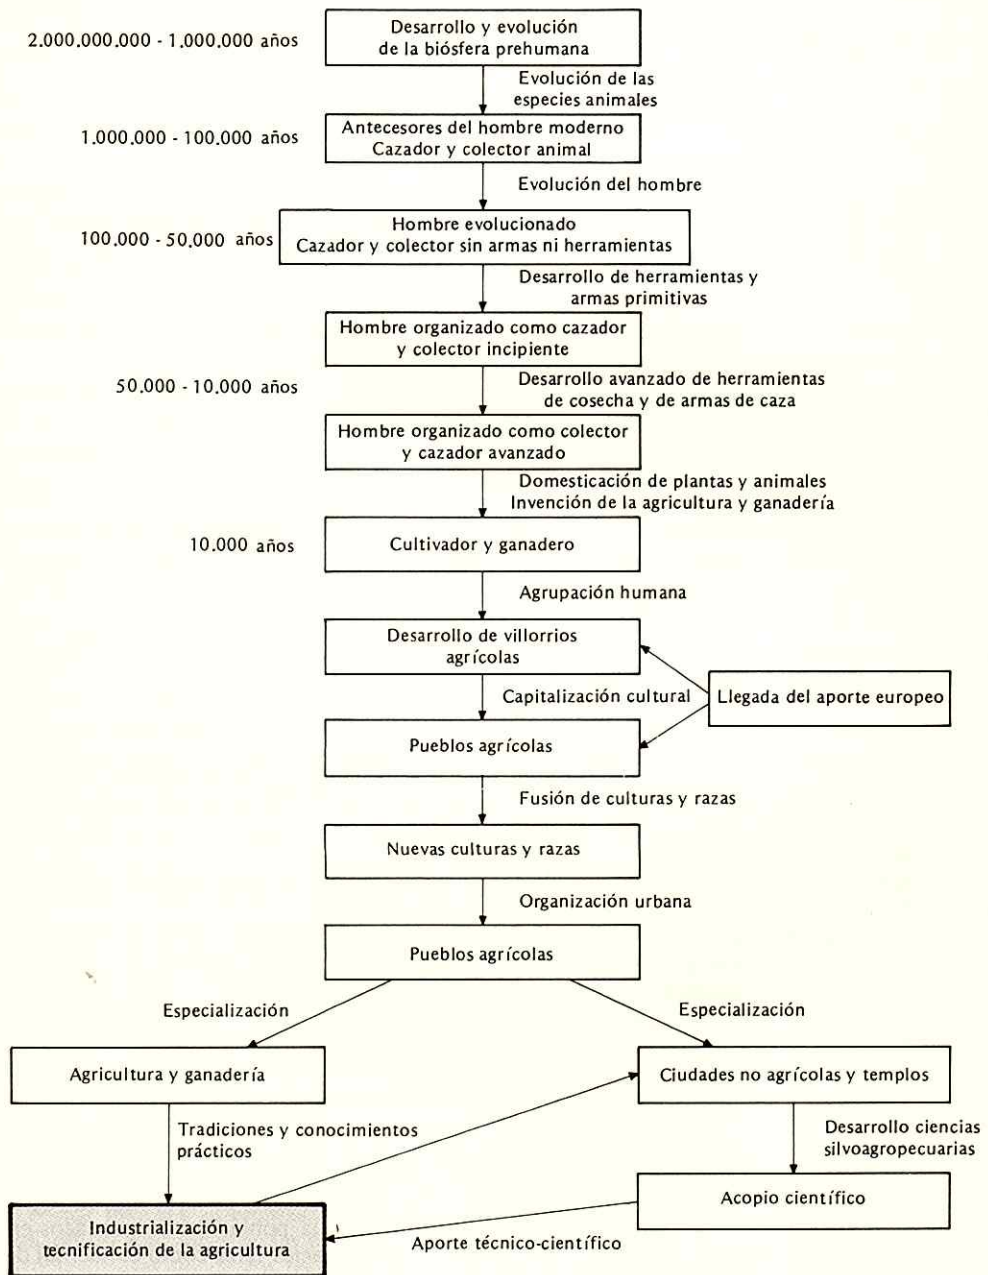 2.000.000.000 - 1.000.000 años
Desarrollo y evolución
de la biósfera prehumana
Evolución de las
especies animales
1.000.000 - 100.000 años
Antecesores del hombre moderno
Cazador y colector animal
Evolución del hombre
100.000 - 50.000 años
Hombre evolucionado
Cazador y colector sin armas ni herramientas
Desarrollo de herramientas y
armas primitivas
Hombre organizado como cazador
y colector incipiente
50.000 - 10.000 años
Desarrollo avanzado de herramientas
de cosecha y de armas de caza
Hombre organizado como colector
y cazador avanzado
Domesticación de plantas y animales
Invención de la agricultura y ganadería
10.000 años
Cultivador y ganadero
Agrupación humana
Desarrollo de villorrios
agrícolas
Capitalización cultural
Llegada del aporte europeo
Pueblos agrícolas
Fusión de culturas y razas
Nuevas culturas y razas
Organización urbana
Pueblos agrícolas
Especialización
Especialización
Agricultura y ganadería
Ciudades no agrícolas y templos
Tradiciones y conocimientos
prácticos
Desarrollo ciencias
silvoagropecuarias
Acopio científico
Industrialización y
tecnificación de la agricultura
Aporte técnico-científico